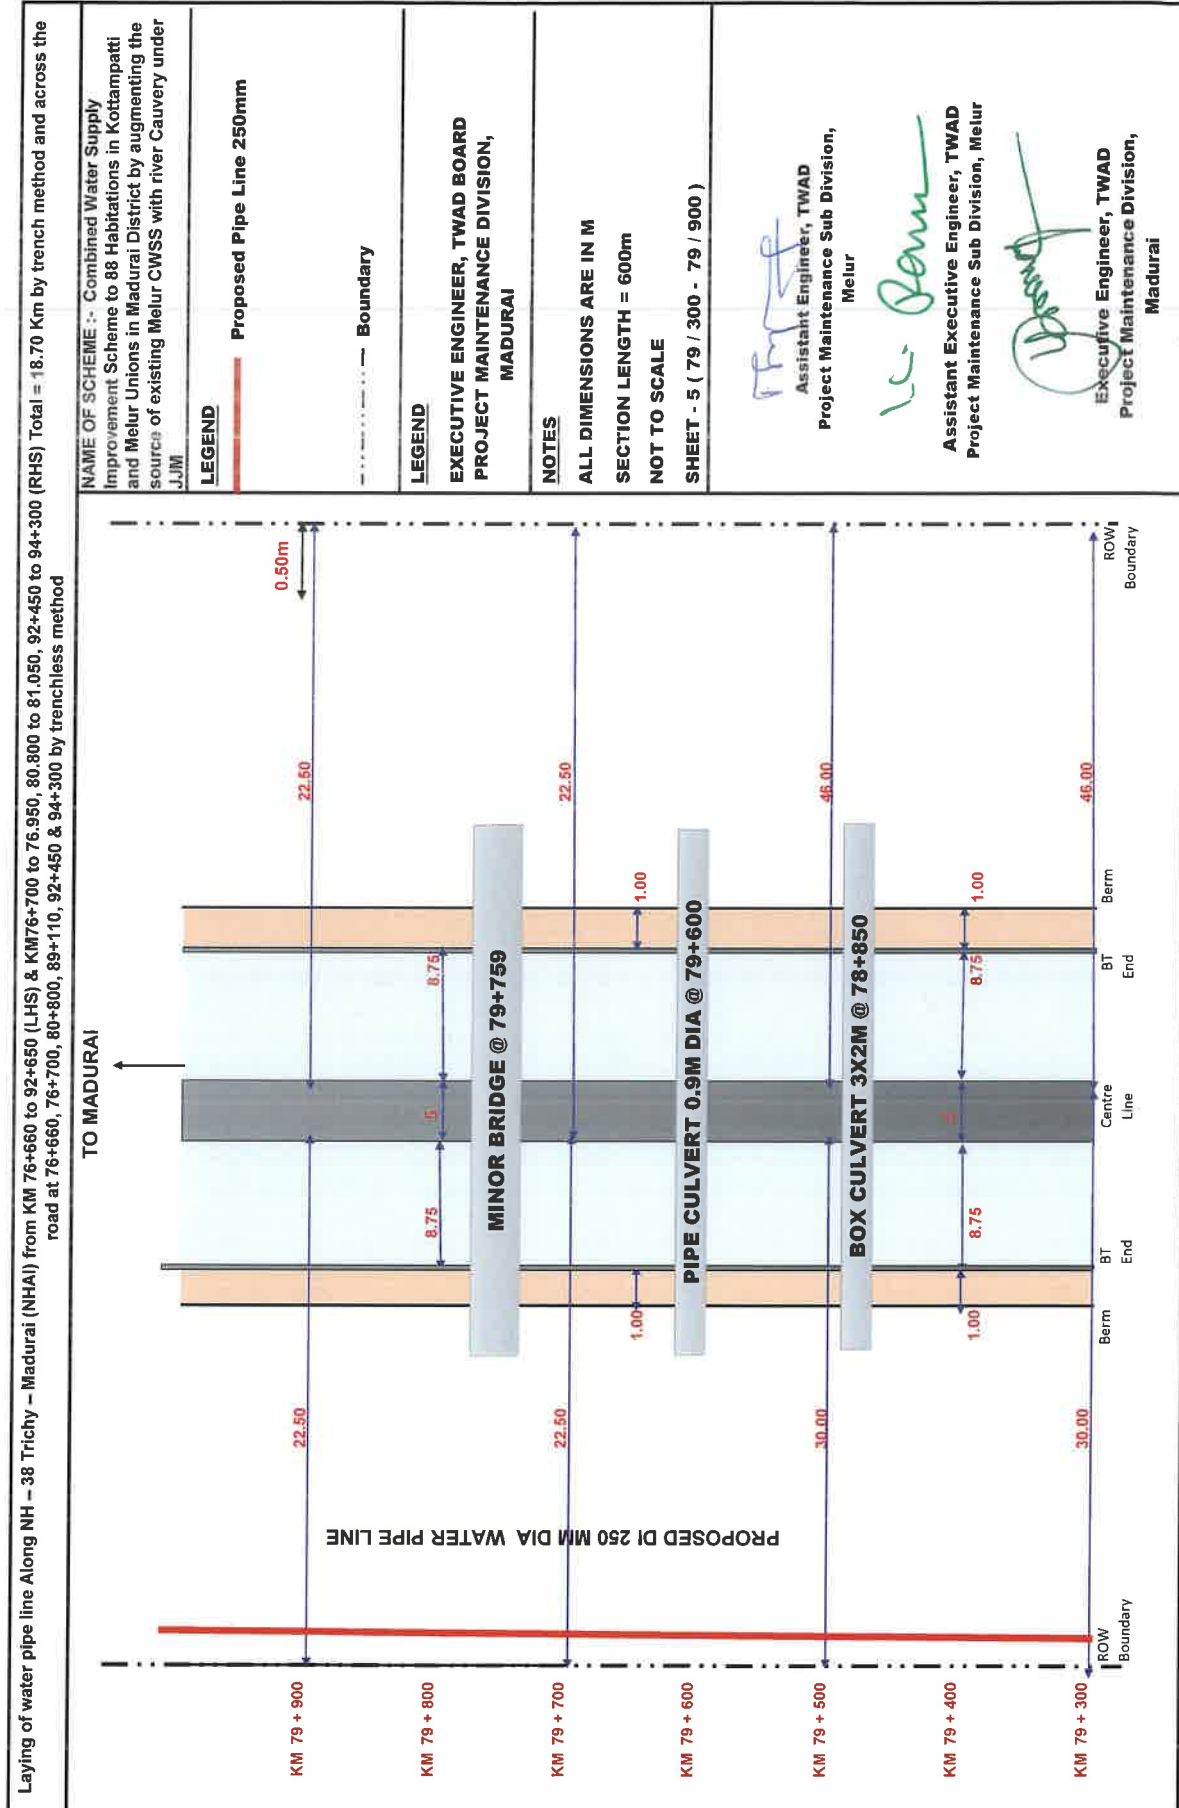 Laying of water pipe line Along NH – 38 Trichy – Madurai (NHAI) from KM 76+660 to 92+650 (LHS) & KM76+700 to 76.950, 80.800 to 81.050, 92+450 to 94+300 (RHS) Total = 18.70 Km by trench method and across the
road at 76+660, 76+700, 80+800, 89+110, 92+450 & 94+300 by trenchless method
TO MADURAI
KM 79 + 900
KM 79 + 800
KM 79 + 700
KM 79 + 600
KM 79 + 500
KM 79 + 400
KM 79 + 300
0.50m
22.50
22.50
8.75
5
8.75
MINOR BRIDGE @ 79+759
22.50
22.50
1.00
1.00
PIPE CULVERT 0.9M DIA @ 79+600
30.00
46.00
BOX CULVERT 3X2M @ 78+850
1.00
8.75
8.75
1.00
30.00
46.00
PROPOSED DI 250 MM DIA WATER PIPE LINE
ROW
Boundary
Berm
BT
End
Centre
Line
BT
End
Berm
ROW
Boundary
NAME OF SCHEME :- Combined Water Supply
Improvement Scheme to 88 Habitations in Kottampatti
and Melur Unions in Madurai District by augmenting the
source of existing Melur CWSS with river Cauvery under
JJM
LEGEND
Proposed Pipe Line 250mm
Boundary
LEGEND
EXECUTIVE ENGINEER, TWAD BOARD
PROJECT MAINTENANCE DIVISION,
MADURAI
NOTES
ALL DIMENSIONS ARE IN M
SECTION LENGTH = 600m
NOT TO SCALE
SHEET - 5 ( 79 / 300 - 79 / 900 )
Assistant Engineer, TWAD
Project Maintenance Sub Division,
Melur
Assistant Executive Engineer, TWAD
Project Maintenance Sub Division, Melur
Executive Engineer, TWAD
Project Maintenance Division,
Madurai